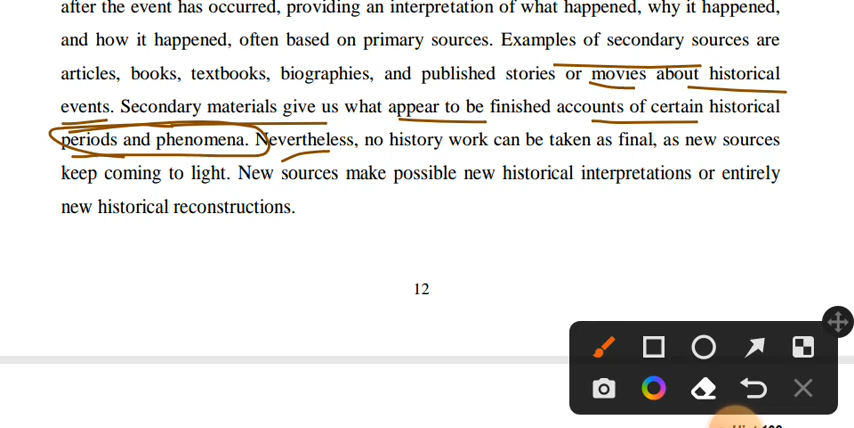 after the event has occurred, providing an interpretation of what happened, why it happened,
and how it happened, often based on primary sources. Examples of secondary sources are
articles, books, textbooks, biographies, and published stories or movies about historical
events. Secondary materials give us what appear to be finished accounts of certain historical
periods and phenomena. Nevertheless, no history work can be taken as final, as new sources
keep coming to light. New sources make possible new historical interpretations or entirely
new historical reconstructions.
12